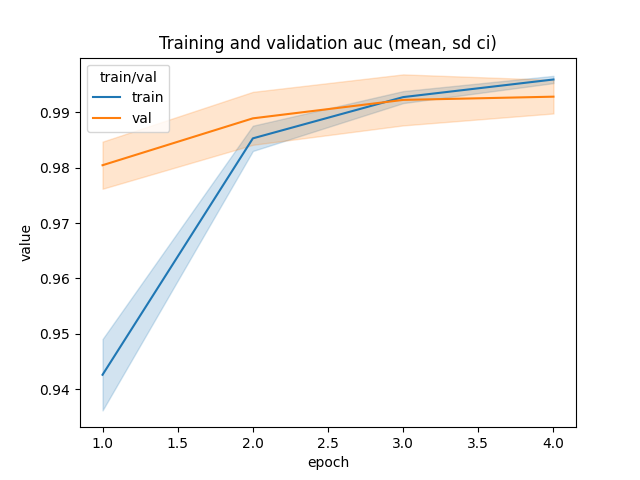 Training and validation auc (mean, sd ci)
train/val
train
val
0.99
0.98
0.97
0.96
0.95
0.94
value
1.0 1.5 2.0 2.5 3.0 3.5 4.0
epoch